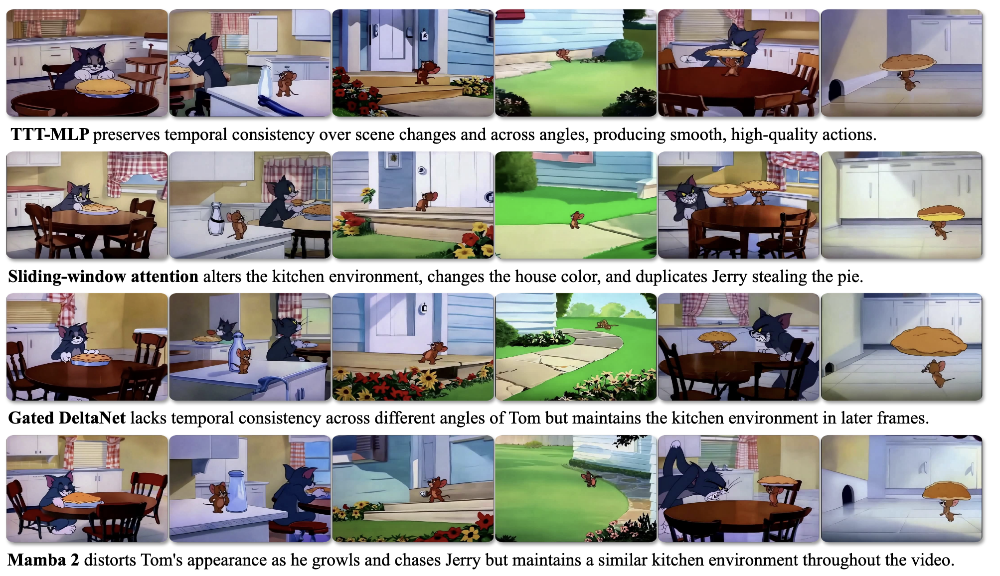 TTT-MLP preserves temporal consistency over scene changes and across angles, producing smooth, high-quality actions.
Sliding-window attention alters the kitchen environment, changes the house color, and duplicates Jerry stealing the pie.
Gated DeltaNet lacks temporal consistency across different angles of Tom but maintains the kitchen environment in later frames.
Mamba 2 distorts Tom's appearance as he growls and chases Jerry but maintains a similar kitchen environment throughout the video.